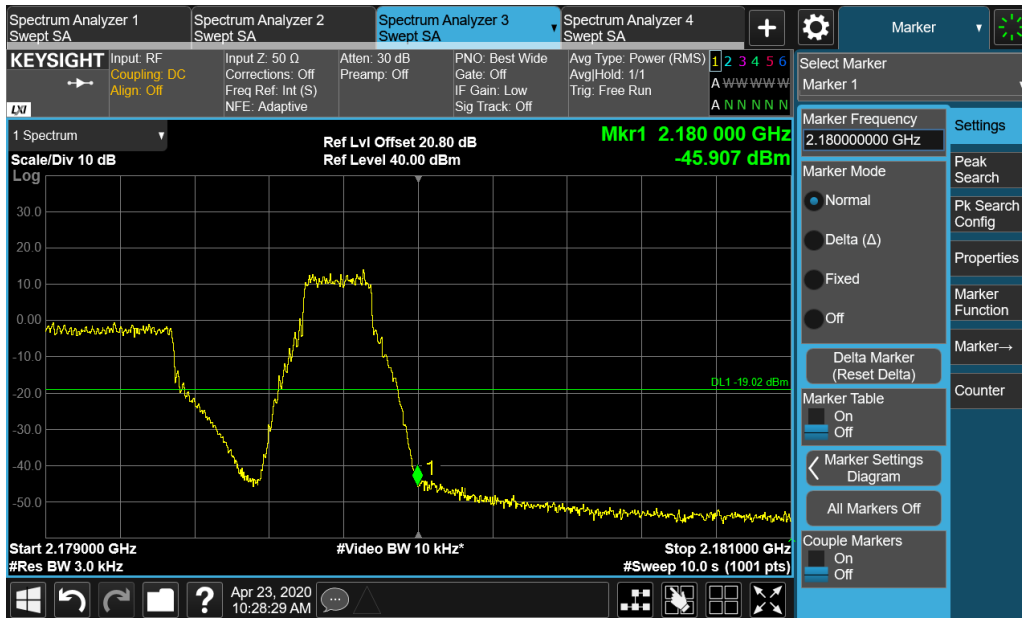 Spectrum Analyzer 1
Swept SA
Spectrum Analyzer 2
Swept SA
Spectrum Analyzer 3
Swept SA
Spectrum Analyzer 4
Swept SA
+
Marker
KEYSIGHT
LXI
Input: RF
Coupling: DC
Align: Off
Input Z: 50 Ω
Corrections: Off
Freq Ref: Int (S)
NFE: Adaptive
Atten: 30 dB
Preamp: Off
PNO: Best Wide
Gate: Off
IF Gain: Low
Sig Track: Off
Avg Type: Power (RMS)
Avg|Hold: 1/1
Trig: Free Run
1 2 3 4 5 6
A W W W W W
A N N N N N
Select Marker
Marker 1
1 Spectrum
Scale/Div 10 dB
Log
Ref Lvl Offset 20.80 dB
Ref Level 40.00 dBm
Mkr1 2.180 000 GHz
-45.907 dBm
30.0
20.0
10.0
0.00
-10.0
-20.0
-30.0
-40.0
-50.0
DL1 -19.02 dBm
1
Start 2.179000 GHz
#Res BW 3.0 kHz
#Video BW 10 kHz*
Stop 2.181000 GHz
#Sweep 10.0 s (1001 pts)
Marker Frequency
2.180000000 GHz
Marker Mode
Normal
Delta (Δ)
Fixed
Off
Delta Marker
(Reset Delta)
Marker Table
On
Off
Marker Settings
Diagram
All Markers Off
Couple Markers
On
Off
Settings
Peak
Search
Pk Search
Config
Properties
Marker
Function
Marker→
Counter
?
Apr 23, 2020
10:28:29 AM